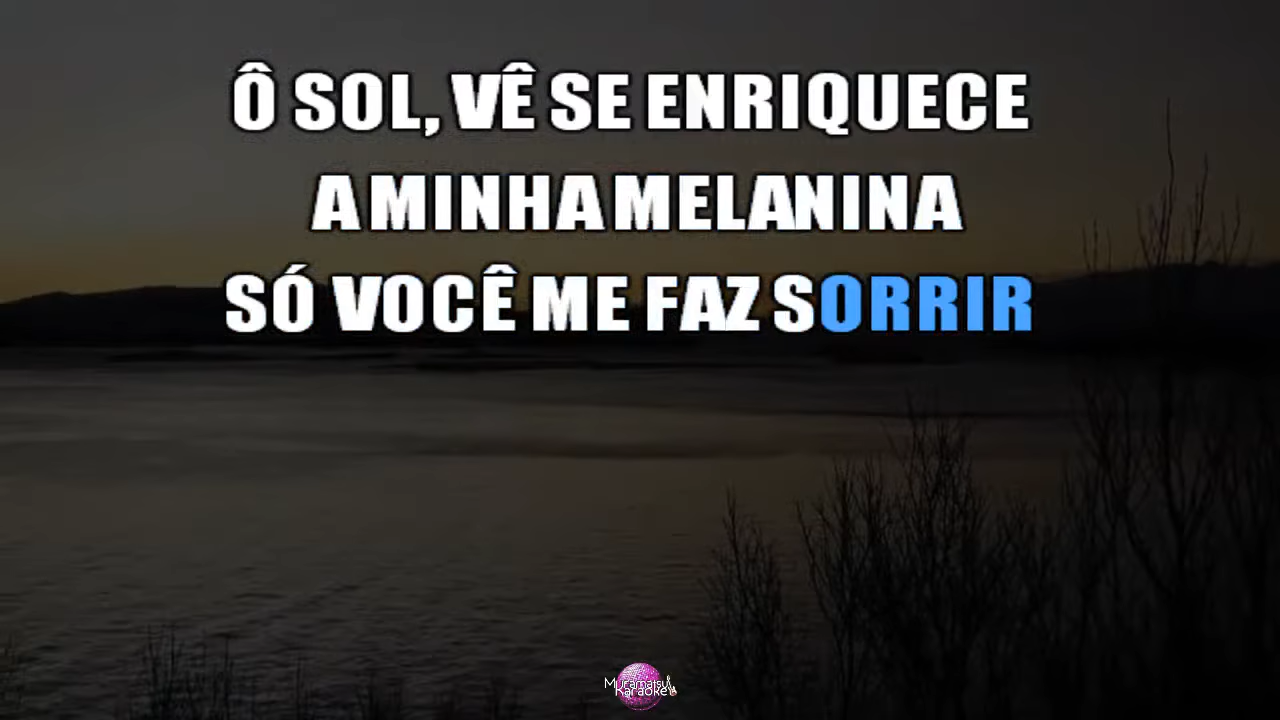 Ô SOL, VÊ SE ENRIQUECE
A MINHA MELANINA
SÓ VOCÊ ME FAZ SORRIR
Muramatsu
Karaokê